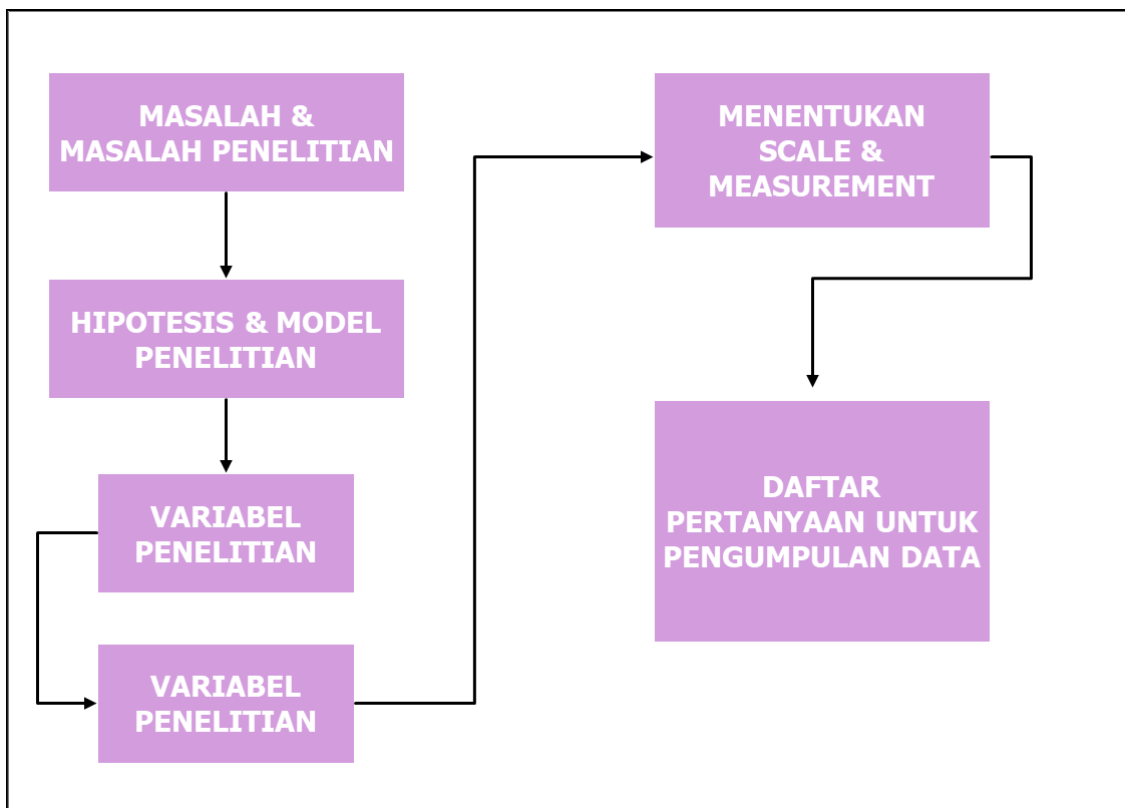 MASALAH &
MASALAH PENELITIAN
HIPOTESIS & MODEL
PENELITIAN
VARIABEL
PENELITIAN
VARIABEL
PENELITIAN
MENENTUKAN
SCALE &
MEASUREMENT
DAFTAR
PERTANYAAN UNTUK
PENGUMPULAN DATA